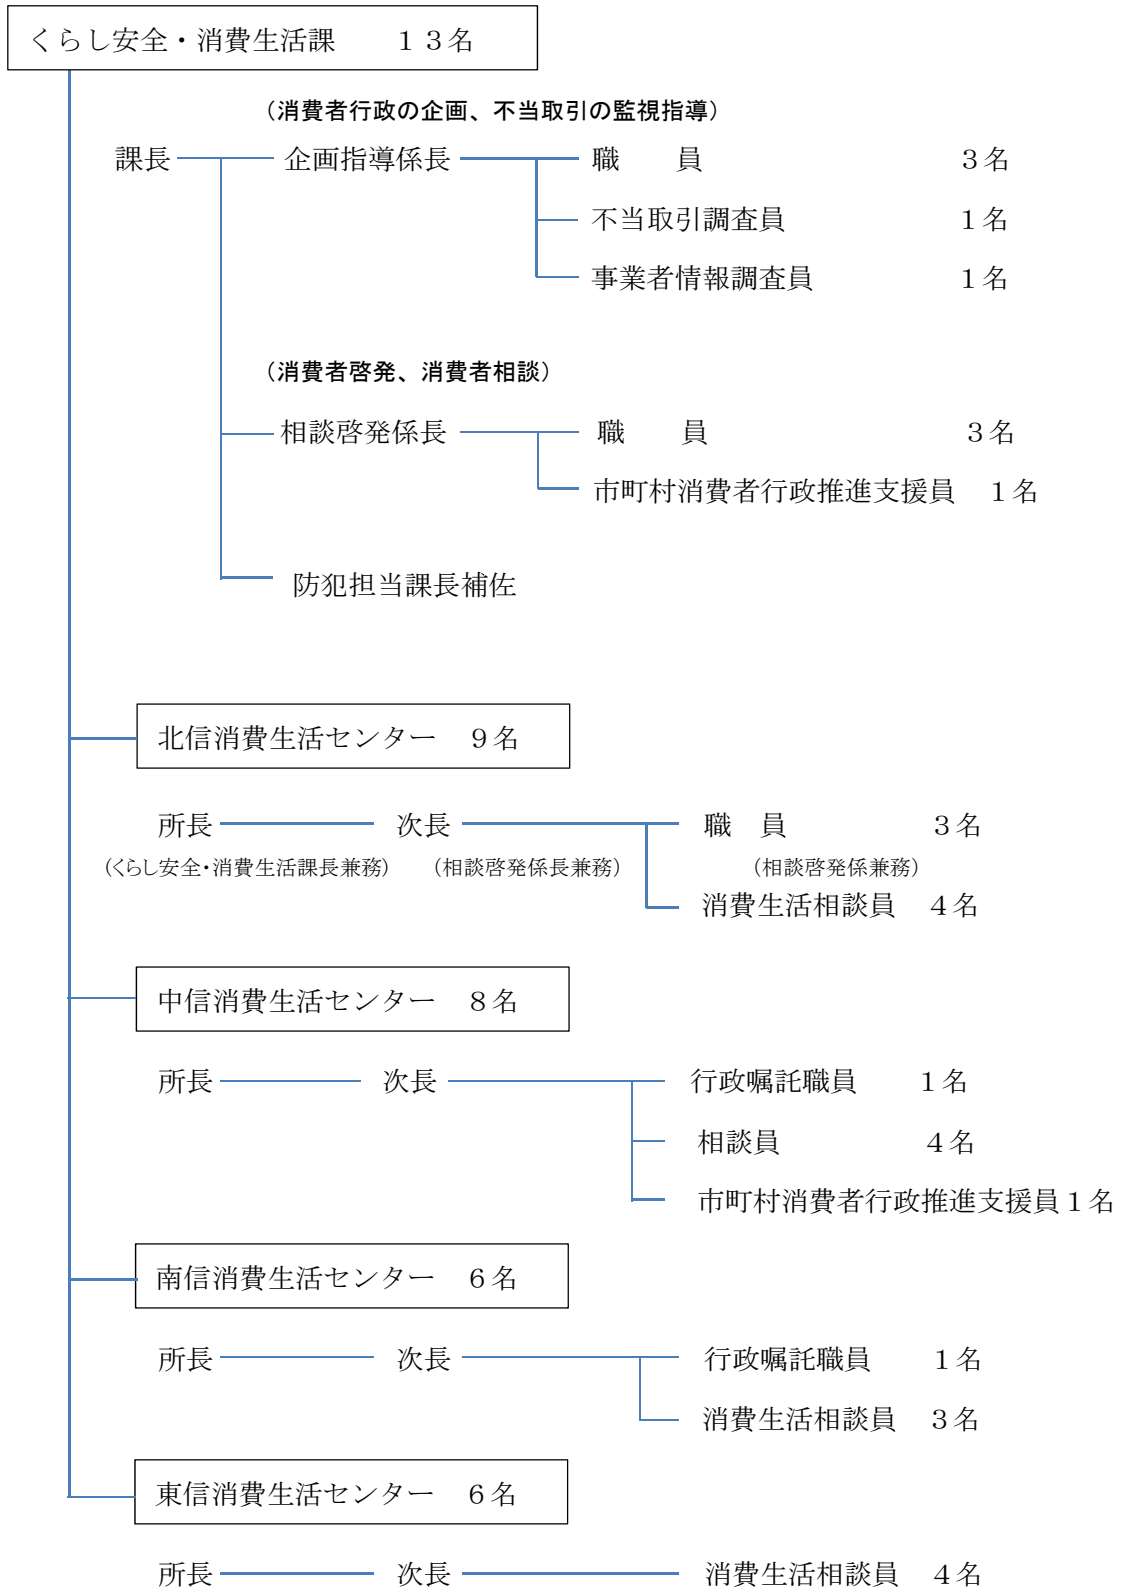 くらし安全・消費生活課　　１３名
（消費者行政の企画、不当取引の監視指導）
課長　企画指導係長　職　　員　３名
不当取引調査員　１名
事業者情報調査員　１名
（消費者啓発、消費者相談）
相談啓発係長　職　　員　３名
市町村消費者行政推進支援員　１名
防犯担当課長補佐
北信消費生活センター　９名
所長　次長　職　員　３名
（くらし安全・消費生活課長兼務）　（相談啓発係長兼務）　（相談啓発係兼務）
消費生活相談員　４名
中信消費生活センター　８名
所長　次長　行政嘱託職員　１名
相談員　４名
市町村消費者行政推進支援員１名
南信消費生活センター　６名
所長　次長　行政嘱託職員　１名
消費生活相談員　３名
東信消費生活センター　６名
所長　次長　消費生活相談員　４名